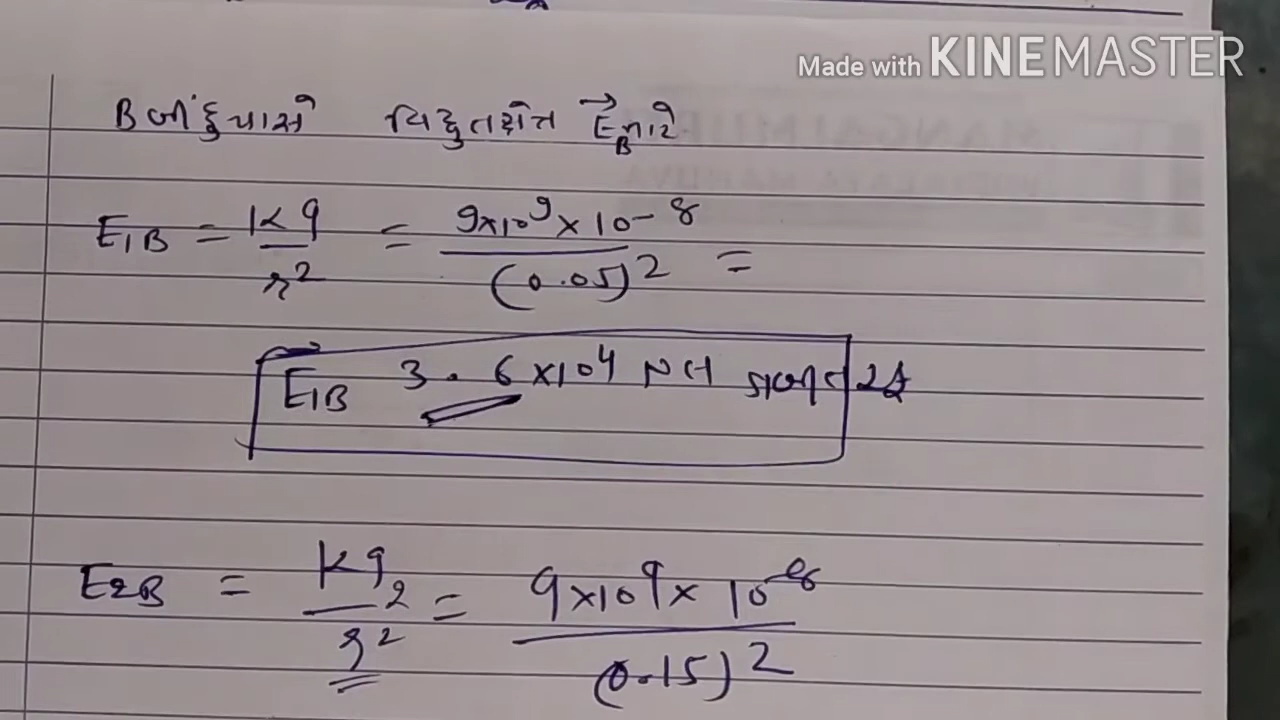 Made with KINEMASTER
B બીંદુ પાસે વિદ્યુતક્ષેત્ર E⃗B માટે
E1B = kq / r² = 9×10⁹×10⁻⁸ / (0.05)² =
E⃗1B 3.6×10⁴ NC⁻¹
E2B = kq₂ / r² = 9×10⁹× 10⁻⁸ / (0.15)²